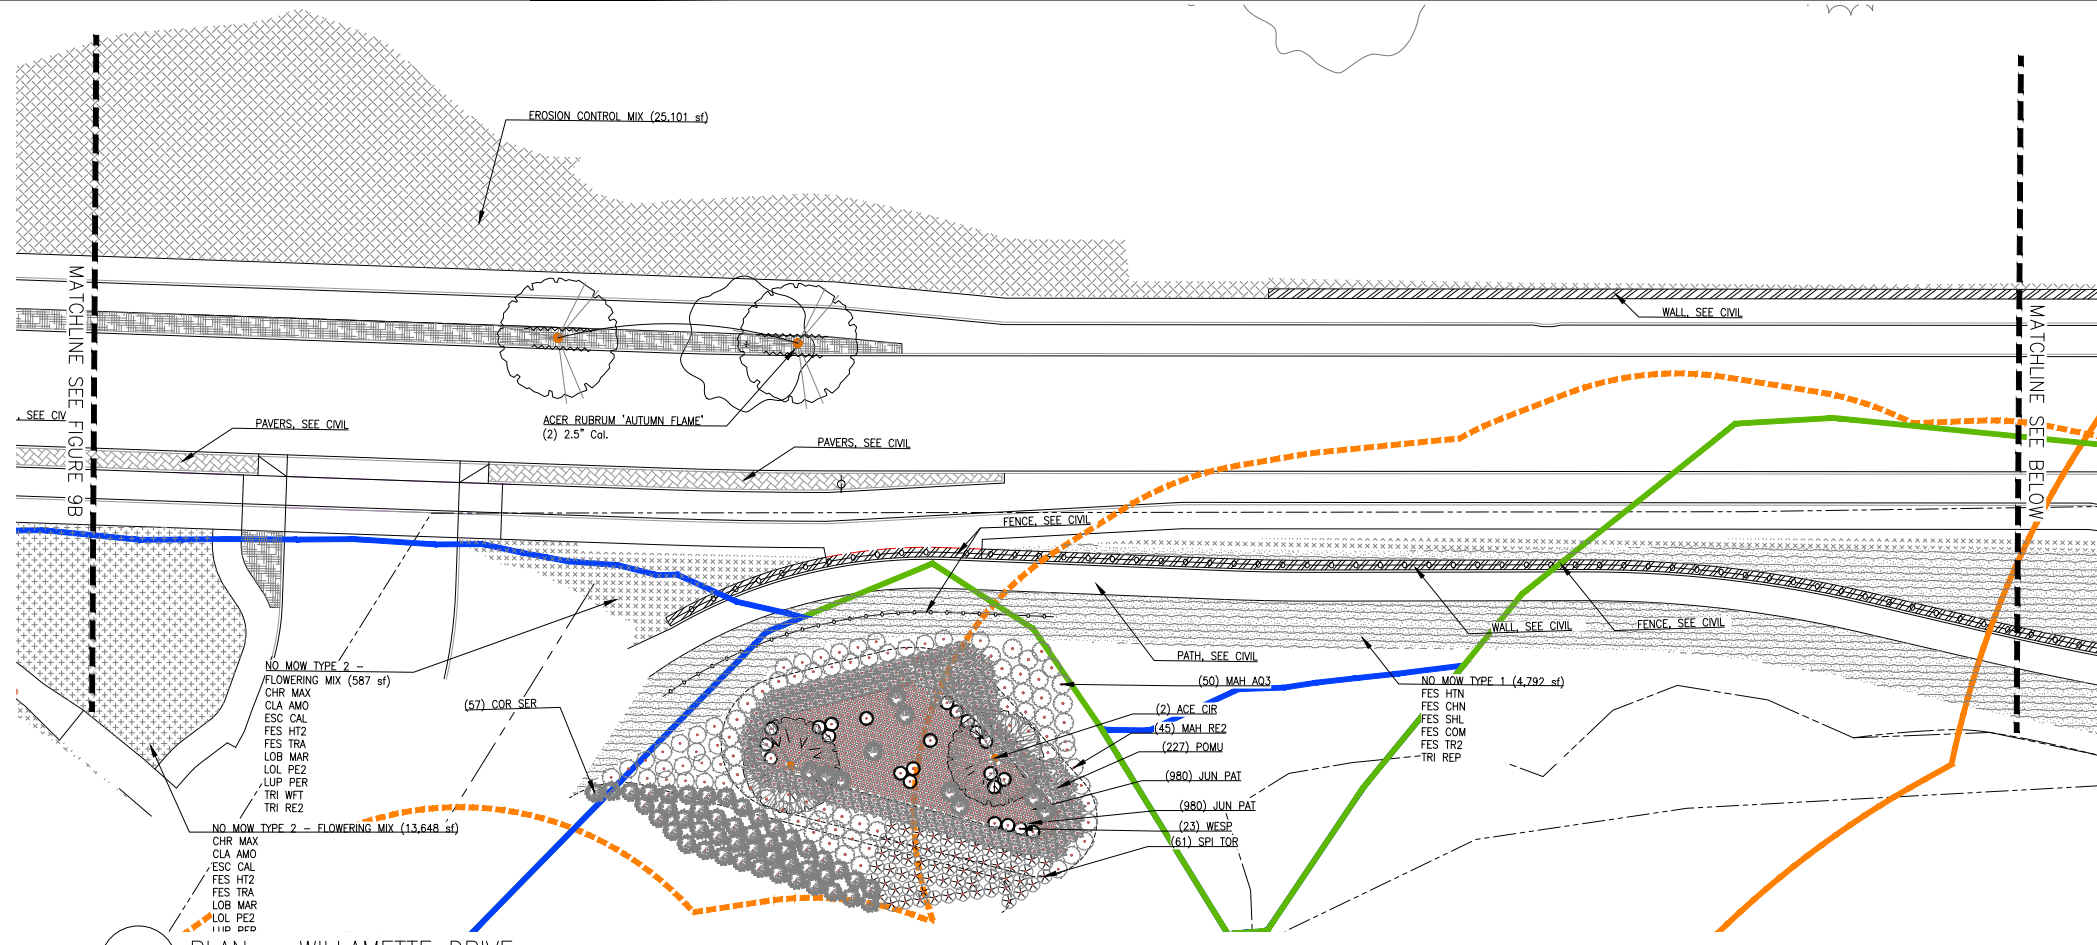 EROSION CONTROL MIX (25,101 sf)
MATCHLINE SEE FIGURE 9B
WALL, SEE CIVIL
MATCHLINE SEE BELOW
, SEE CIV
PAVERS, SEE CIVIL
ACER RUBRUM 'AUTUMN FLAME'
(2) 2.5" Cal.
PAVERS, SEE CIVIL
FENCE, SEE CIVIL
WALL, SEE CIVIL
FENCE, SEE CIVIL
PATH, SEE CIVIL
NO MOW TYPE 2 -
FLOWERING MIX (587 sf)
CHR MAX
CLA AMO
ESC CAL
FES HT2
FES TRA
LOB MAR
LOL PE2
LUP PER
TRI WFT
TRI RE2
(57) COR SER
(50) MAH AQ3
(2) ACE CIR
(45) MAH RE2
(227) POMU
(980) JUN PAT
(980) JUN PAT
(23) WESP
(61) SPI TOR
NO MOW TYPE 1 (4,792 sf)
FES HTN
FES CHN
FES SHL
FES COM
FES TR2
TRI REP
NO MOW TYPE 2 - FLOWERING MIX (13,648 sf)
CHR MAX
CLA AMO
ESC CAL
FES HT2
FES TRA
LOB MAR
LOL PE2
LUP PER
PLAN - WILLAMETTE DRIVE